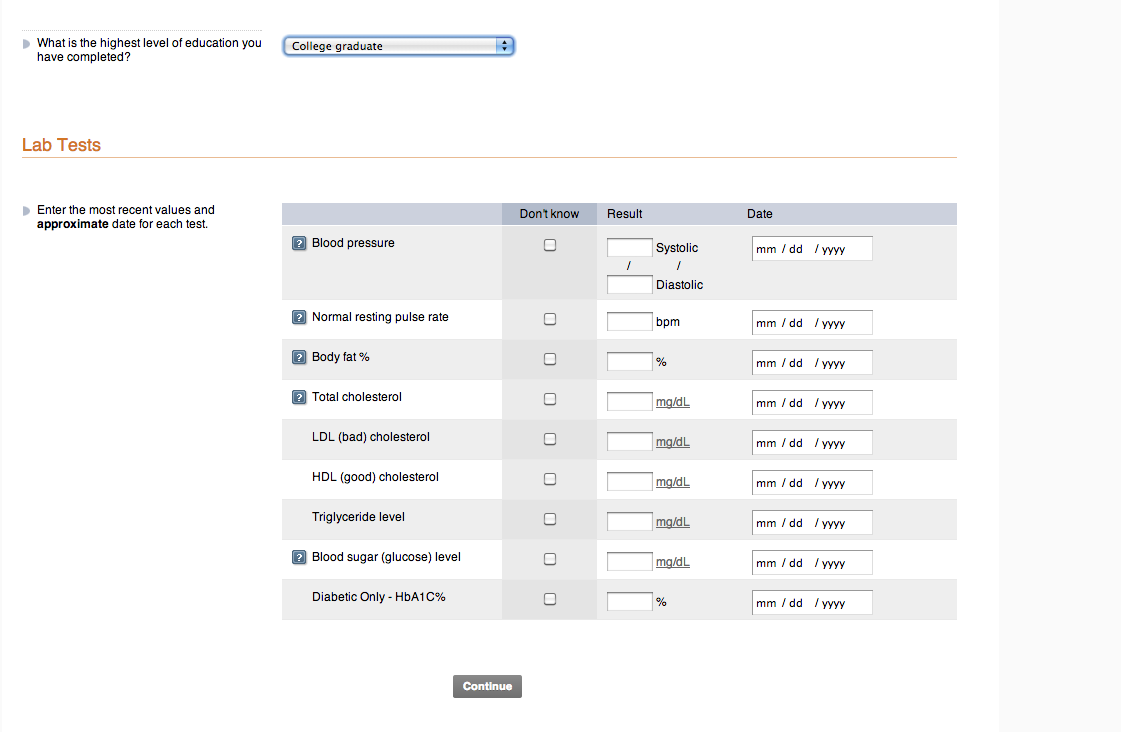 What is the highest level of education you
have completed?
College graduate
Lab Tests
Enter the most recent values and
approximate date for each test.
Don't know Result Date
? Blood pressure Systolic mm / dd / yyyy
/ /
Diastolic
? Normal resting pulse rate bpm mm / dd / yyyy
? Body fat % % mm / dd / yyyy
? Total cholesterol mg/dL mm / dd / yyyy
LDL (bad) cholesterol mg/dL mm / dd / yyyy
HDL (good) cholesterol mg/dL mm / dd / yyyy
Triglyceride level mg/dL mm / dd / yyyy
? Blood sugar (glucose) level mg/dL mm / dd / yyyy
Diabetic Only - HbA1C% % mm / dd / yyyy
Continue